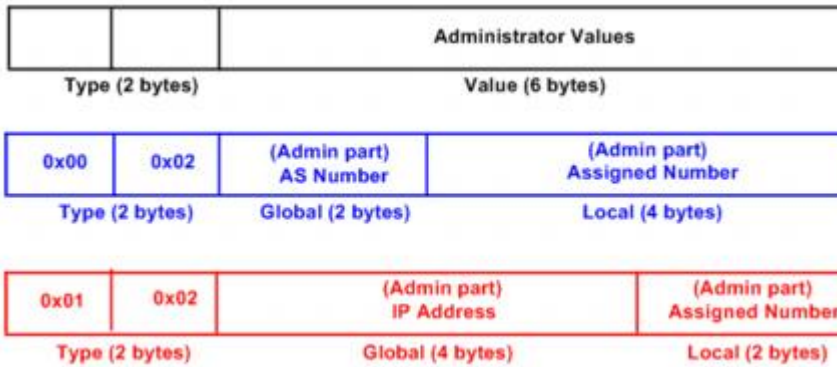 Administrator Values
Type (2 bytes) Value (6 bytes)
0x00 0x02 (Admin part) AS Number (Admin part) Assigned Number
Type (2 bytes) Global (2 bytes) Local (4 bytes)
0x01 0x02 (Admin part) IP Address (Admin part) Assigned Number
Type (2 bytes) Global (4 bytes) Local (2 bytes)